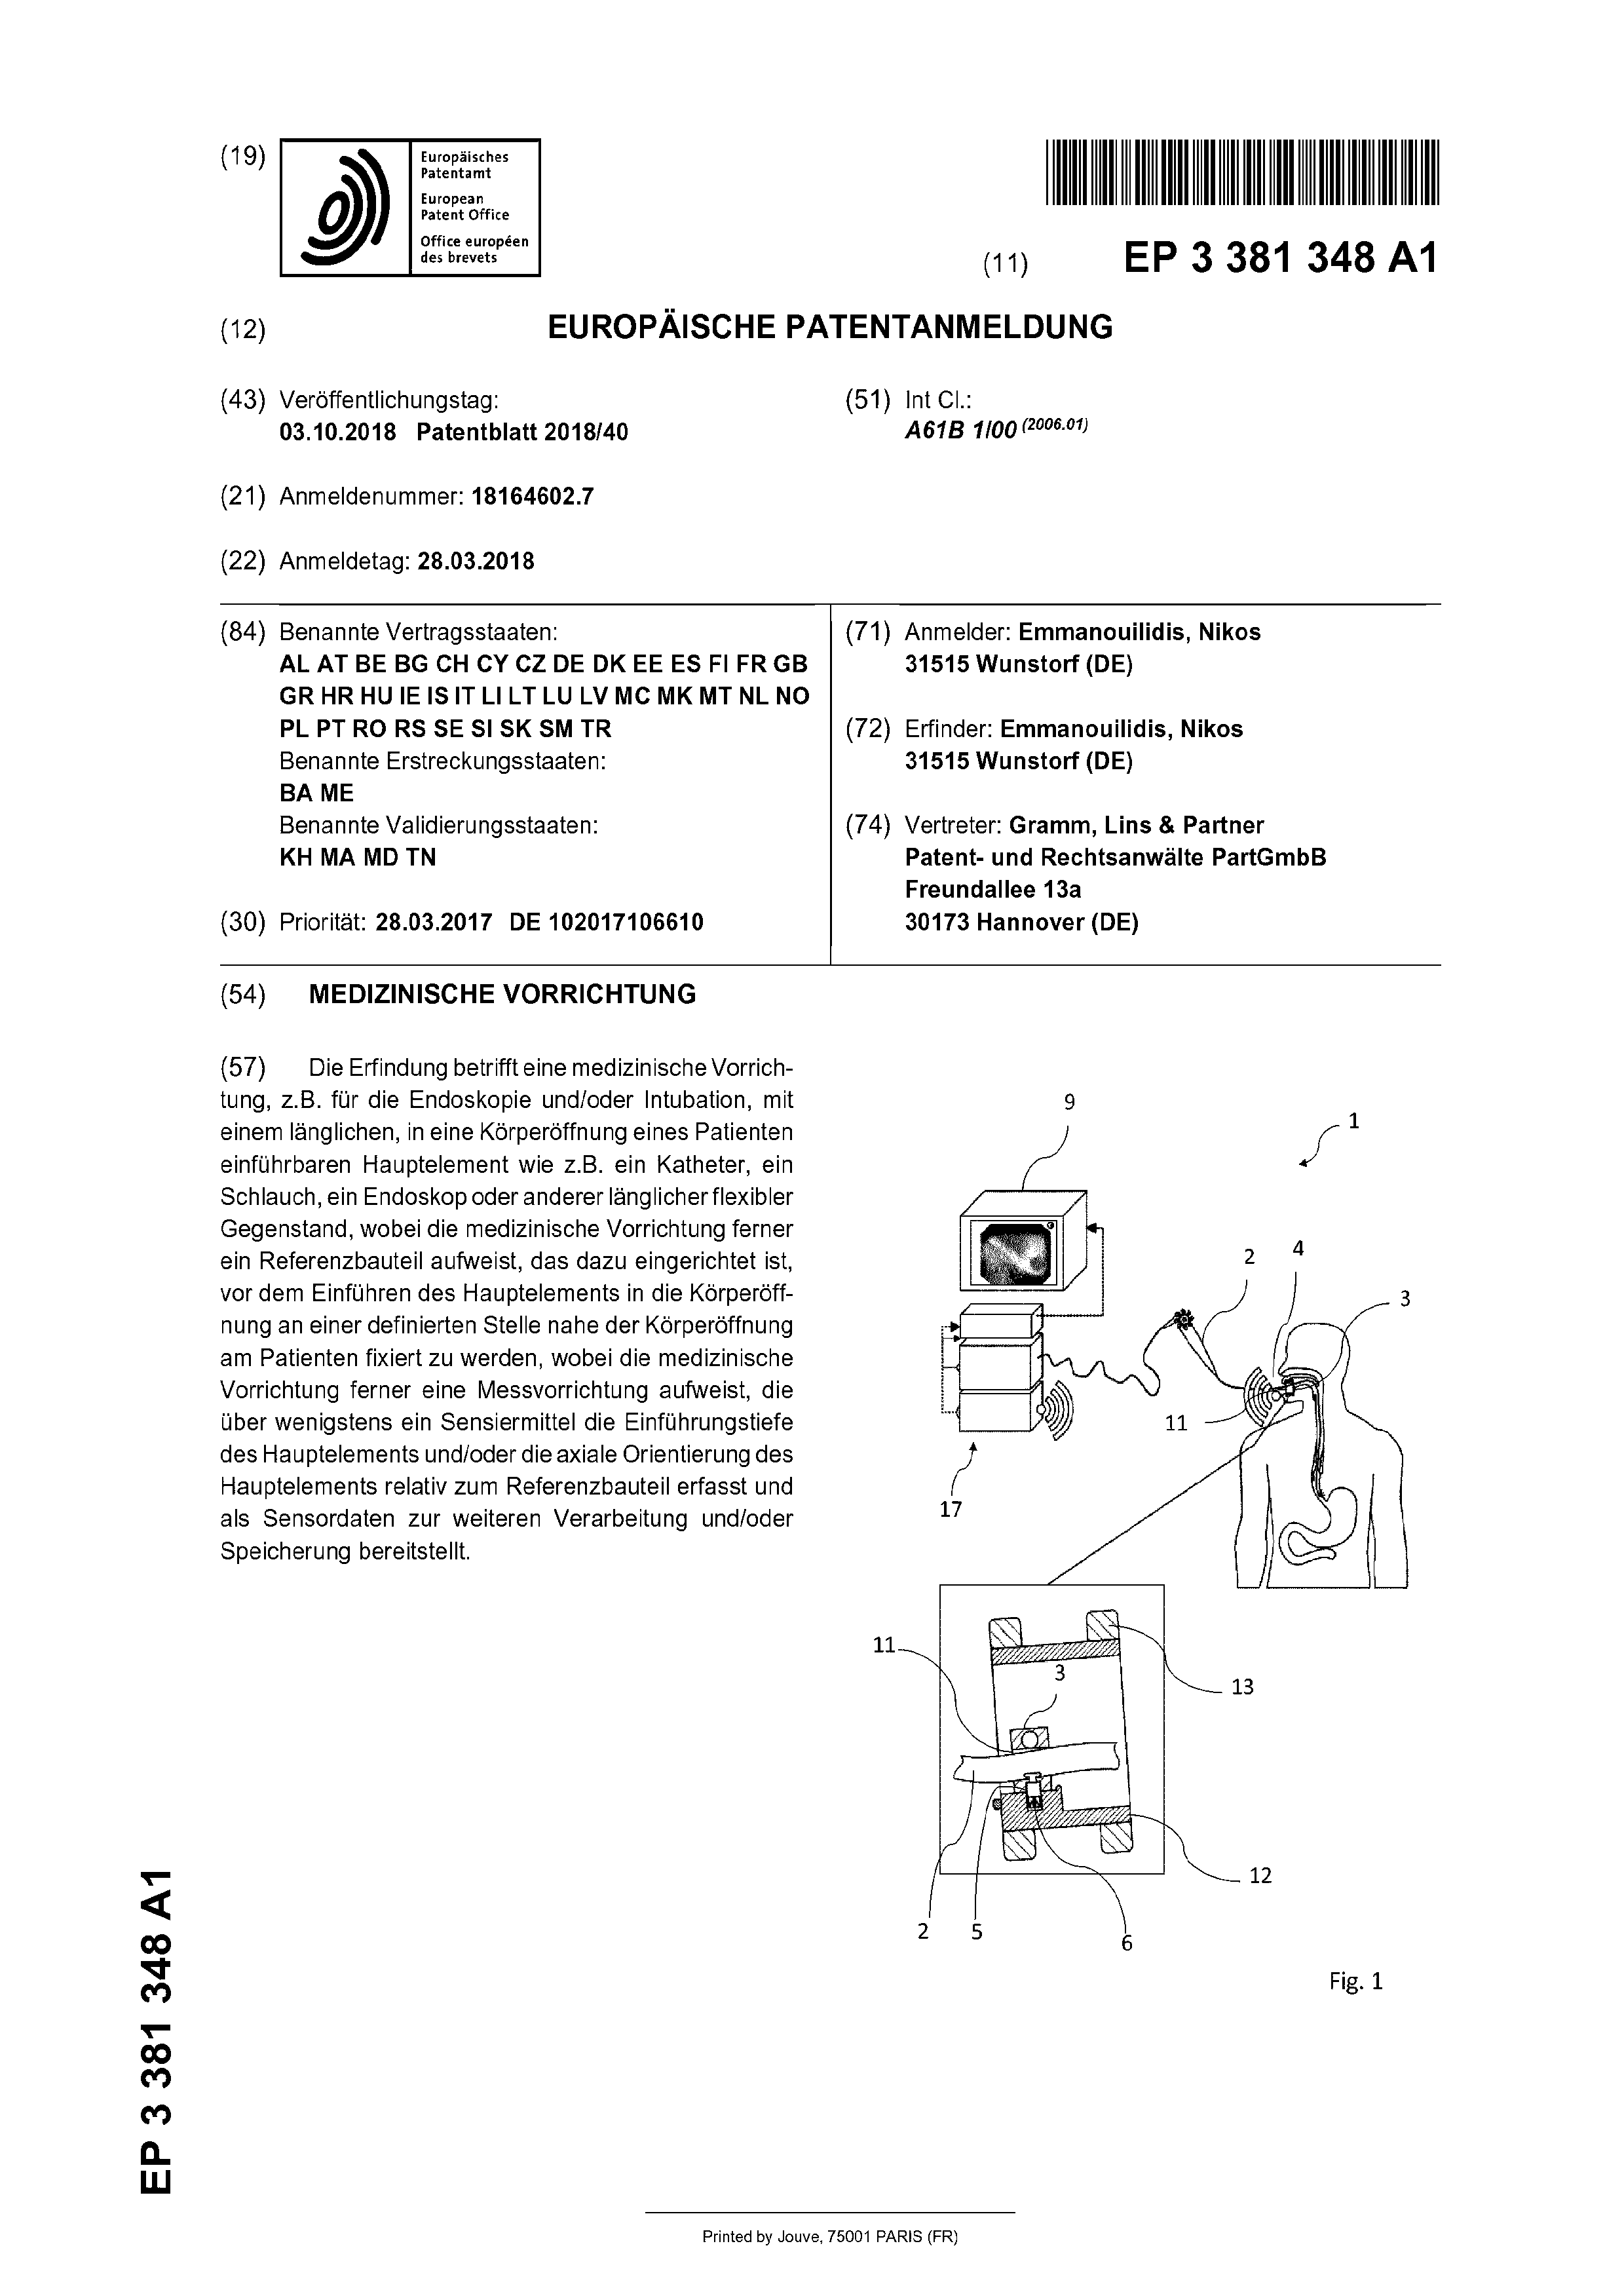 (19)
Europäisches
Patentamt
European
Patent Office
Office européen
des brevets
(11) EP 3 381 348 A1
(12) EUROPÄISCHE PATENTANMELDUNG
(43) Veröffentlichungstag:
03.10.2018 Patentblatt 2018/40
(21) Anmeldenummer: 18164602.7
(22) Anmeldetag: 28.03.2018
(51) Int Cl.:
A61B 1/00 (2006.01)
(84) Benannte Vertragsstaaten:
AL AT BE BG CH CY CZ DE DK EE ES FI FR GB
GR HR HU IE IS IT LI LT LU LV MC MK MT NL NO
PL PT RO RS SE SI SK SM TR
Benannte Erstreckungsstaaten:
BA ME
Benannte Validierungsstaaten:
KH MA MD TN
(30) Priorität: 28.03.2017 DE 102017106610
(71) Anmelder: Emmanouilidis, Nikos
31515 Wunstorf (DE)
(72) Erfinder: Emmanouilidis, Nikos
31515 Wunstorf (DE)
(74) Vertreter: Gramm, Lins & Partner
Patent- und Rechtsanwälte PartGmbB
Freundallee 13a
30173 Hannover (DE)
(54) MEDIZINISCHE VORRICHTUNG
(57) Die Erfindung betrifft eine medizinische Vorrich-
tung, z.B. für die Endoskopie und/oder Intubation, mit
einem länglichen, in eine Körperöffnung eines Patienten
einführbaren Hauptelement wie z.B. ein Katheter, ein
Schlauch, ein Endoskop oder anderer länglicher flexibler
Gegenstand, wobei die medizinische Vorrichtung ferner
ein Referenzbauteil aufweist, das dazu eingerichtet ist,
vor dem Einführen des Hauptelements in die Körperöff-
nung an einer definierten Stelle nahe der Körperöffnung
am Patienten fixiert zu werden, wobei die medizinische
Vorrichtung ferner eine Messvorrichtung aufweist, die
über wenigstens ein Sensiermittel die Einführungstiefe
des Hauptelements und/oder die axiale Orientierung des
Hauptelements relativ zum Referenzbauteil erfasst und
als Sensordaten zur weiteren Verarbeitung und/oder
Speicherung bereitstellt.
9
1
2
4
3
11
17
11
3
13
12
2
5
6
Fig. 1
EP 3 381 348 A1
Printed by Jouve, 75001 PARIS (FR)